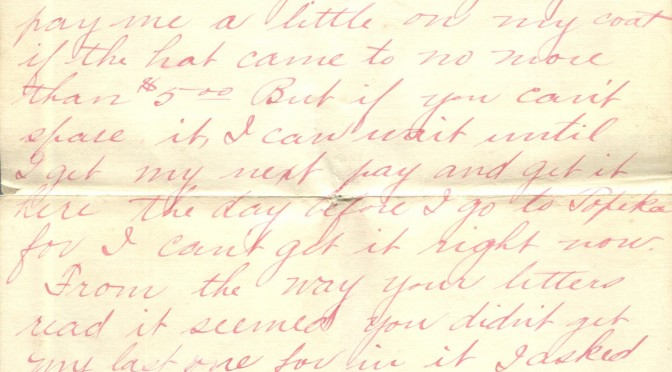 pay me a little on my coat
if the hat came to no more
than $5.00 But if you can't
spare it, I can wait until
I get my next pay and get it
here the day before I go to Topeka
for I can't get it right now.
From the way your letters
read it seemed you didn't get
my last one for in it I asked